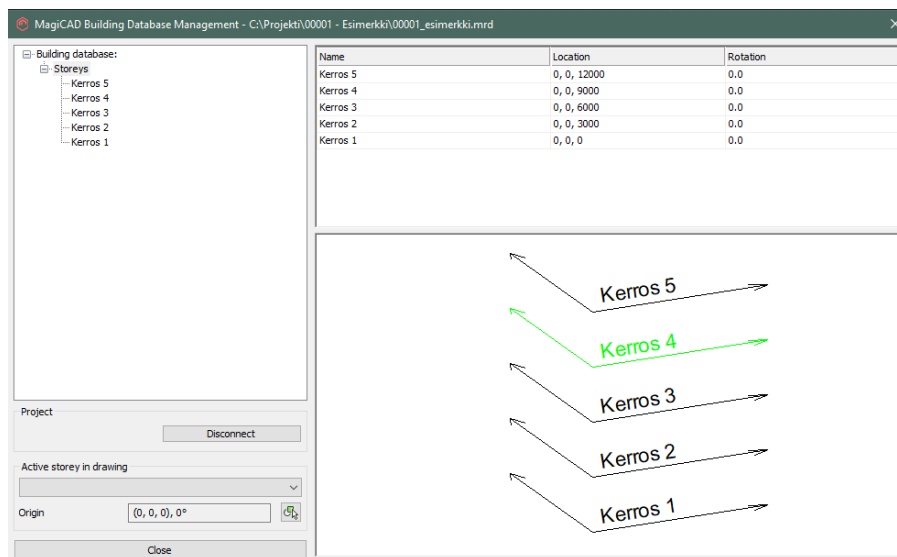 MagiCAD Building Database Management - C:\Projekti\00001 - Esimerkki\00001_esimerkki.mrd
Building database:
Storeys
Kerros 5
Kerros 4
Kerros 3
Kerros 2
Kerros 1
Project
Disconnect
Active storey in drawing
Origin (0, 0, 0), 0°
Close
Name Location Rotation
Kerros 5 0, 0, 12000 0.0
Kerros 4 0, 0, 9000 0.0
Kerros 3 0, 0, 6000 0.0
Kerros 2 0, 0, 3000 0.0
Kerros 1 0, 0, 0 0.0
Kerros 5
Kerros 4
Kerros 3
Kerros 2
Kerros 1